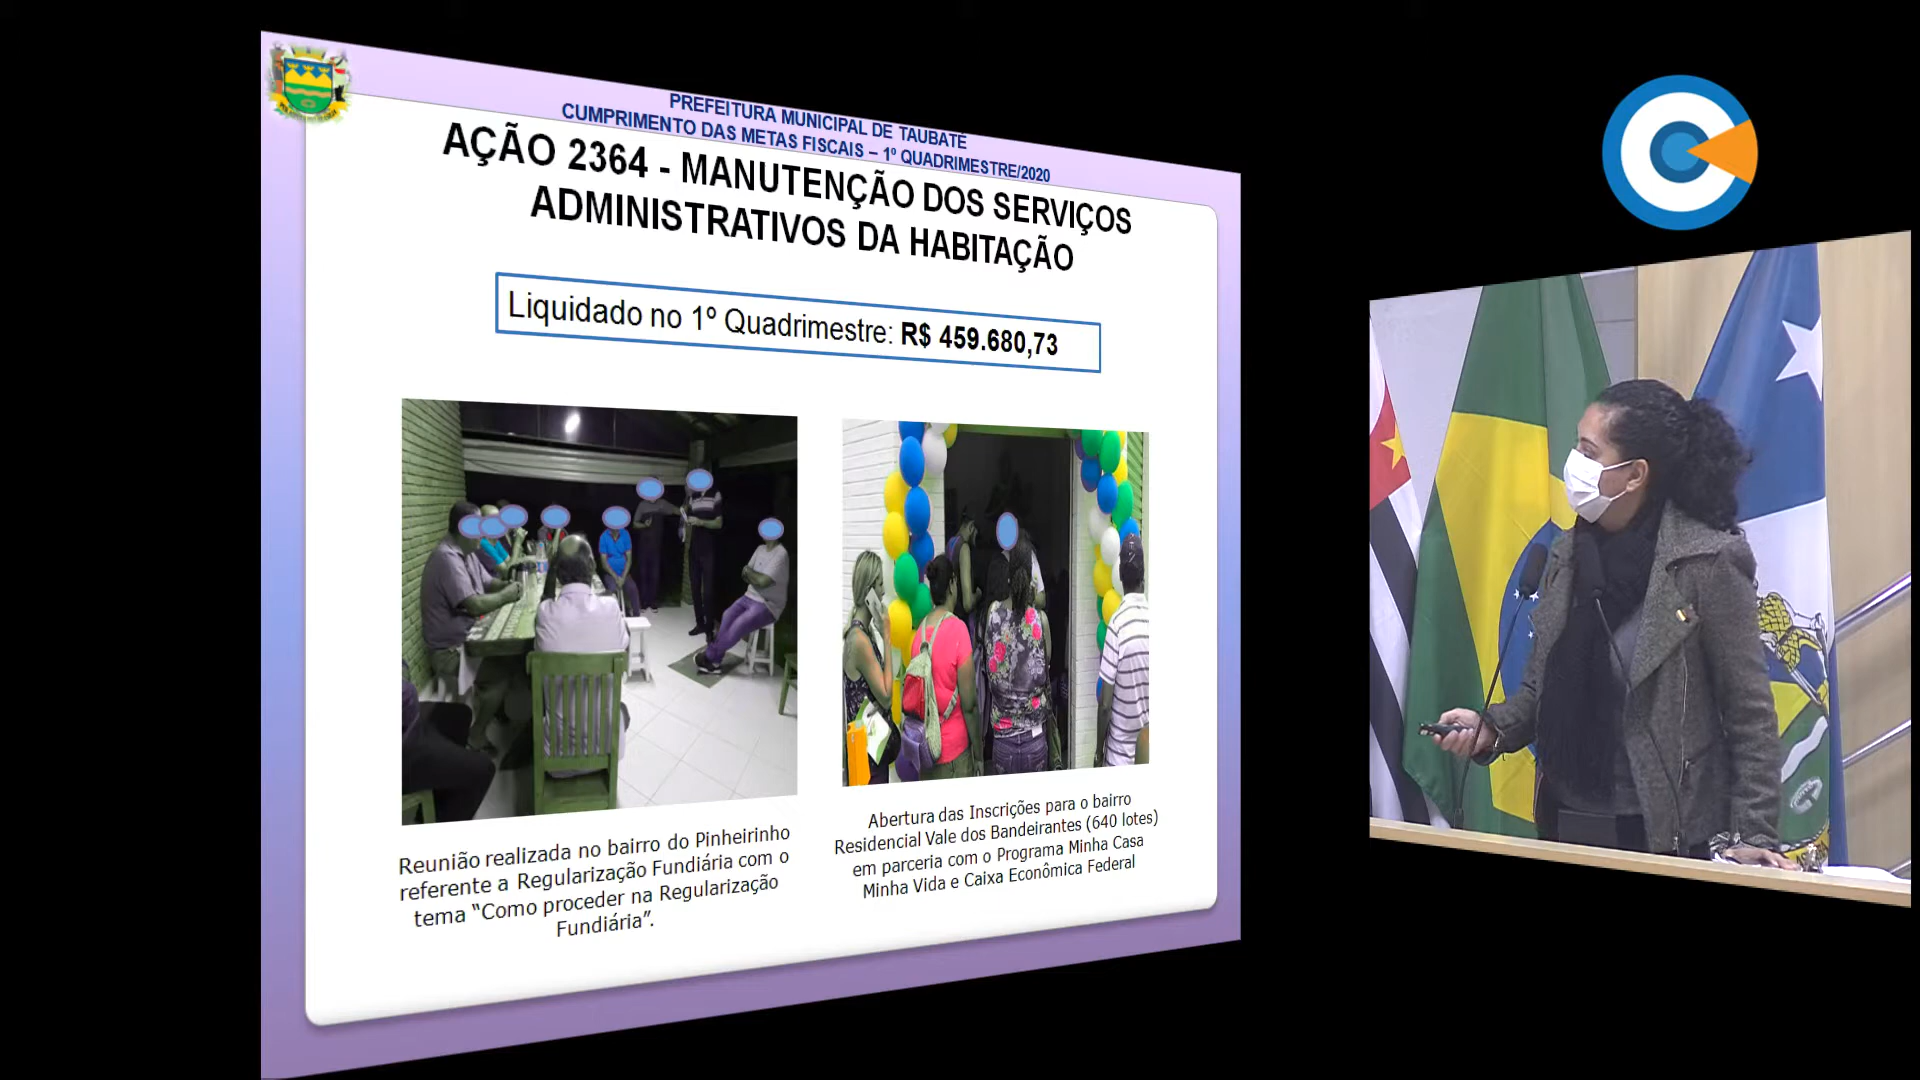 PREFEITURA MUNICIPAL DE TAUBATÉ
CUMPRIMENTO DAS METAS FISCAIS – 1º QUADRIMESTRE/2020
AÇÃO 2364 - MANUTENÇÃO DOS SERVIÇOS
ADMINISTRATIVOS DA HABITAÇÃO
Liquidado no 1º Quadrimestre: R$ 459.680,73
Reunião realizada no bairro do Pinheirinho
referente a Regularização Fundiária com o
tema “Como proceder na Regularização
Fundiária”.
Abertura das Inscrições para o bairro
Residencial Vale dos Bandeirantes (640 lotes)
em parceria com o Programa Minha Casa
Minha Vida e Caixa Econômica Federal